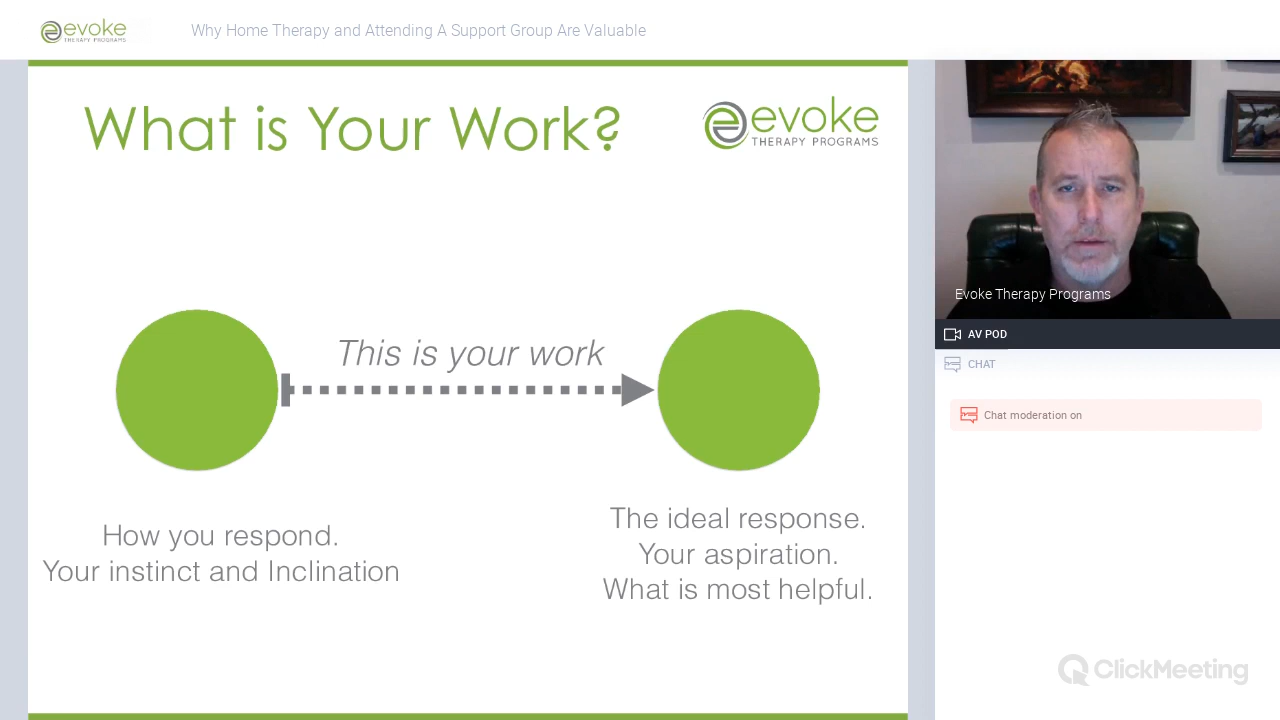 evoke
THERAPY PROGRAMS
Why Home Therapy and Attending A Support Group Are Valuable
What is Your Work?
evoke
THERAPY PROGRAMS
This is your work
How you respond.
Your instinct and Inclination
The ideal response.
Your aspiration.
What is most helpful.
Evoke Therapy Programs
AV POD
CHAT
Chat moderation on
ClickMeeting